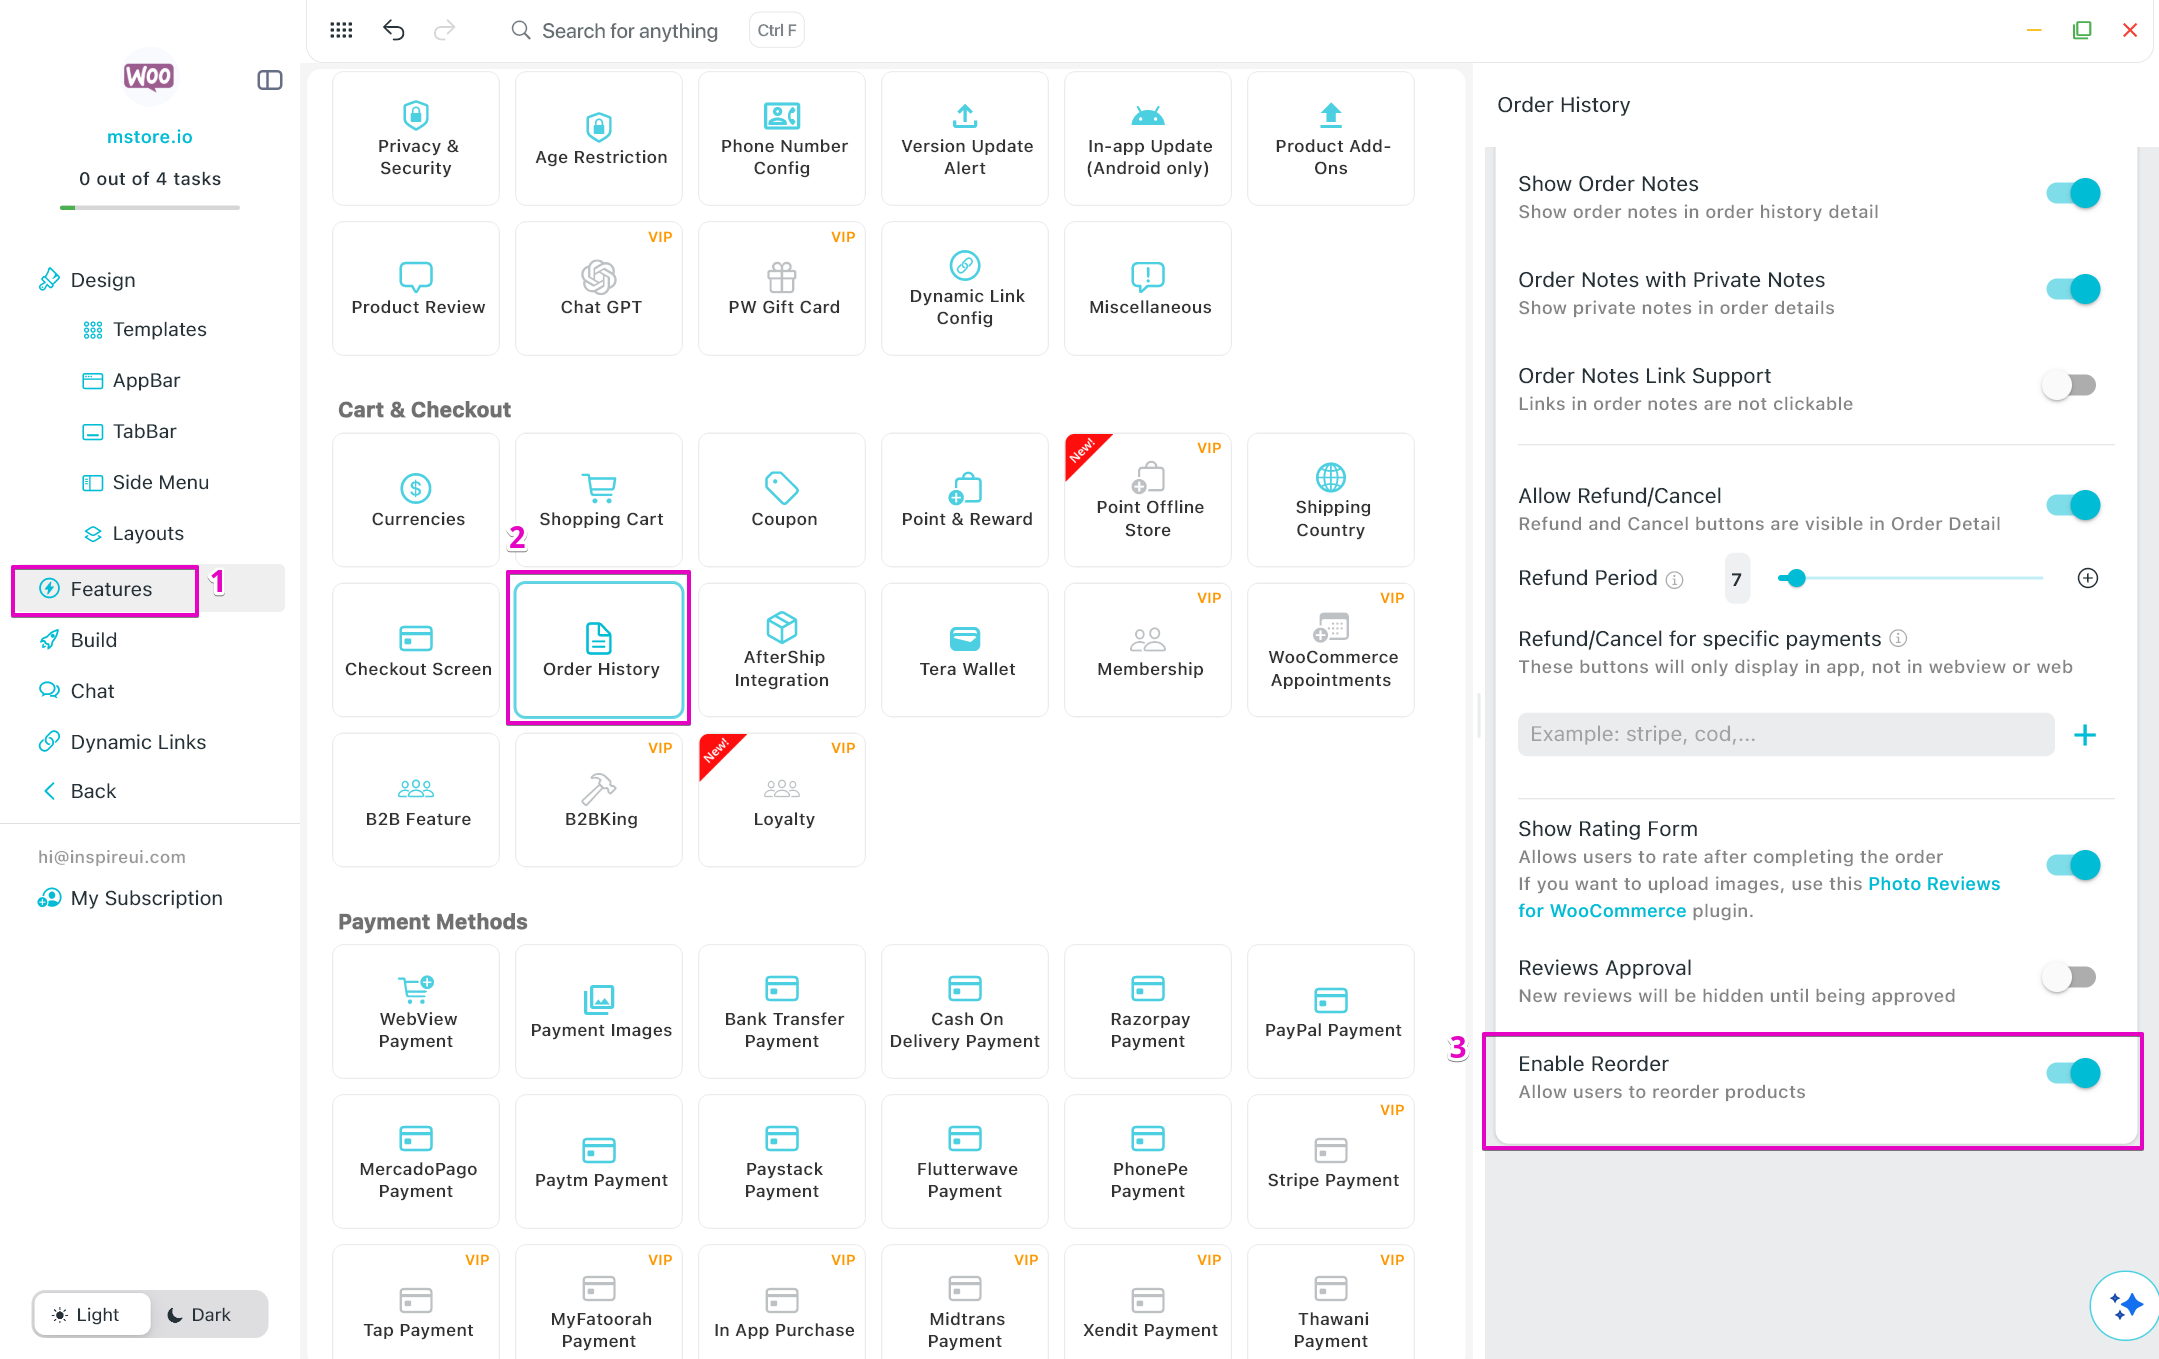 Search for anything
Ctrl F
WOO
mstore.io
0 out of 4 tasks
Design
Templates
AppBar
TabBar
Side Menu
Layouts
Features
1
Build
Chat
Dynamic Links
Back
hi@inspireui.com
My Subscription
Light
Dark
Privacy &
Security
Age Restriction
Phone Number
Config
Version Update
Alert
In-app Update
(Android only)
Product Add-
Ons
Product Review
VIP
Chat GPT
VIP
PW Gift Card
Dynamic Link
Config
Miscellaneous
Cart & Checkout
Currencies
Shopping Cart
Coupon
Point & Reward
New!
VIP
Point Offline
Store
Shipping
Country
2
Checkout Screen
Order History
AfterShip
Integration
Tera Wallet
VIP
Membership
VIP
WooCommerce
Appointments
B2B Feature
VIP
B2BKing
New!
VIP
Loyalty
Payment Methods
WebView
Payment
Payment Images
Bank Transfer
Payment
Cash On
Delivery Payment
Razorpay
Payment
PayPal Payment
MercadoPago
Payment
Paytm Payment
Paystack
Payment
Flutterwave
Payment
PhonePe
Payment
VIP
Stripe Payment
VIP
Tap Payment
VIP
MyFatoorah
Payment
VIP
In App Purchase
VIP
Midtrans
Payment
VIP
Xendit Payment
VIP
Thawani
Payment
Order History
Show Order Notes
Show order notes in order history detail
Order Notes with Private Notes
Show private notes in order details
Order Notes Link Support
Links in order notes are not clickable
Allow Refund/Cancel
Refund and Cancel buttons are visible in Order Detail
Refund Period
7
Refund/Cancel for specific payments
These buttons will only display in app, not in webview or web
Example: stripe, cod,...
Show Rating Form
Allows users to rate after completing the order
If you want to upload images, use this Photo Reviews
for WooCommerce plugin.
Reviews Approval
New reviews will be hidden until being approved
3
Enable Reorder
Allow users to reorder products